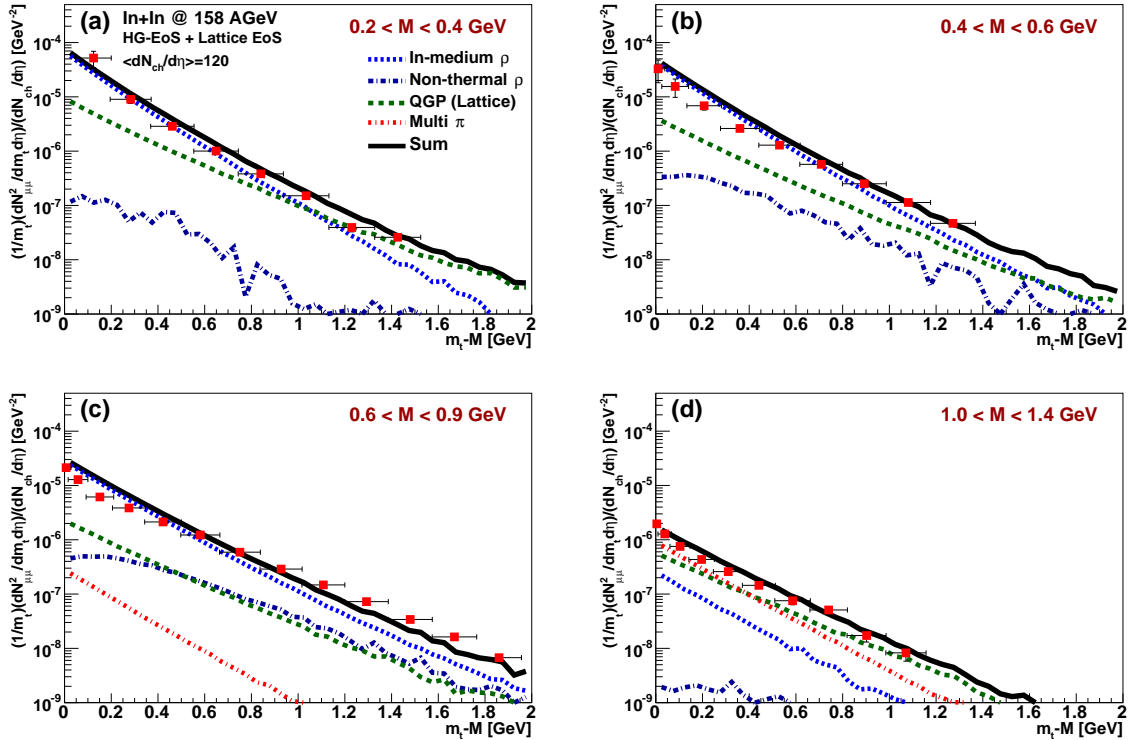 (a) In+In @ 158 AGeV 0.2 < M < 0.4 GeV
HG-EoS + Lattice EoS
<dN_ch/dη>=120
In-medium ρ
Non-thermal ρ
QGP (Lattice)
Multi π
Sum
(1/m_t)(dN²_μμ/dm_t dη)/(dN_ch/dη) [GeV⁻²]
10⁻⁴
10⁻⁵
10⁻⁶
10⁻⁷
10⁻⁸
10⁻⁹
0 0.2 0.4 0.6 0.8 1 1.2 1.4 1.6 1.8 2
m_t-M [GeV]
(b) 0.4 < M < 0.6 GeV
(1/m_t)(dN²_μμ/dm_t dη)/(dN_ch/dη) [GeV⁻²]
10⁻⁴
10⁻⁵
10⁻⁶
10⁻⁷
10⁻⁸
10⁻⁹
0 0.2 0.4 0.6 0.8 1 1.2 1.4 1.6 1.8 2
m_t-M [GeV]
(c) 0.6 < M < 0.9 GeV
(1/m_t)(dN²_μμ/dm_t dη)/(dN_ch/dη) [GeV⁻²]
10⁻⁴
10⁻⁵
10⁻⁶
10⁻⁷
10⁻⁸
10⁻⁹
0 0.2 0.4 0.6 0.8 1 1.2 1.4 1.6 1.8 2
m_t-M [GeV]
(d) 1.0 < M < 1.4 GeV
(1/m_t)(dN²_μμ/dm_t dη)/(dN_ch/dη) [GeV⁻²]
10⁻⁴
10⁻⁵
10⁻⁶
10⁻⁷
10⁻⁸
10⁻⁹
0 0.2 0.4 0.6 0.8 1 1.2 1.4 1.6 1.8 2
m_t-M [GeV]